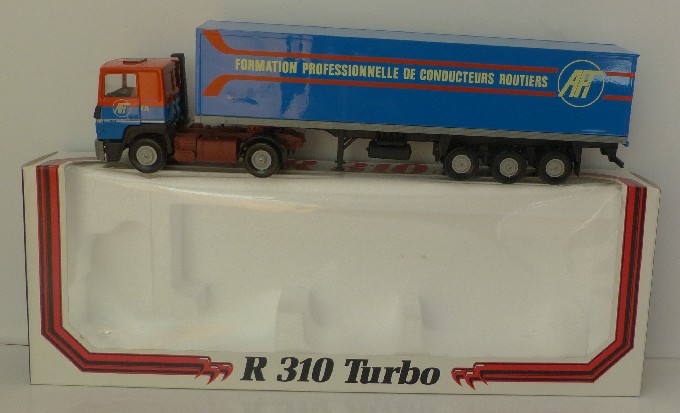 FORMATION PROFESSIONNELLE DE CONDUCTEURS ROUTIERS
AFT
R 310 Turbo